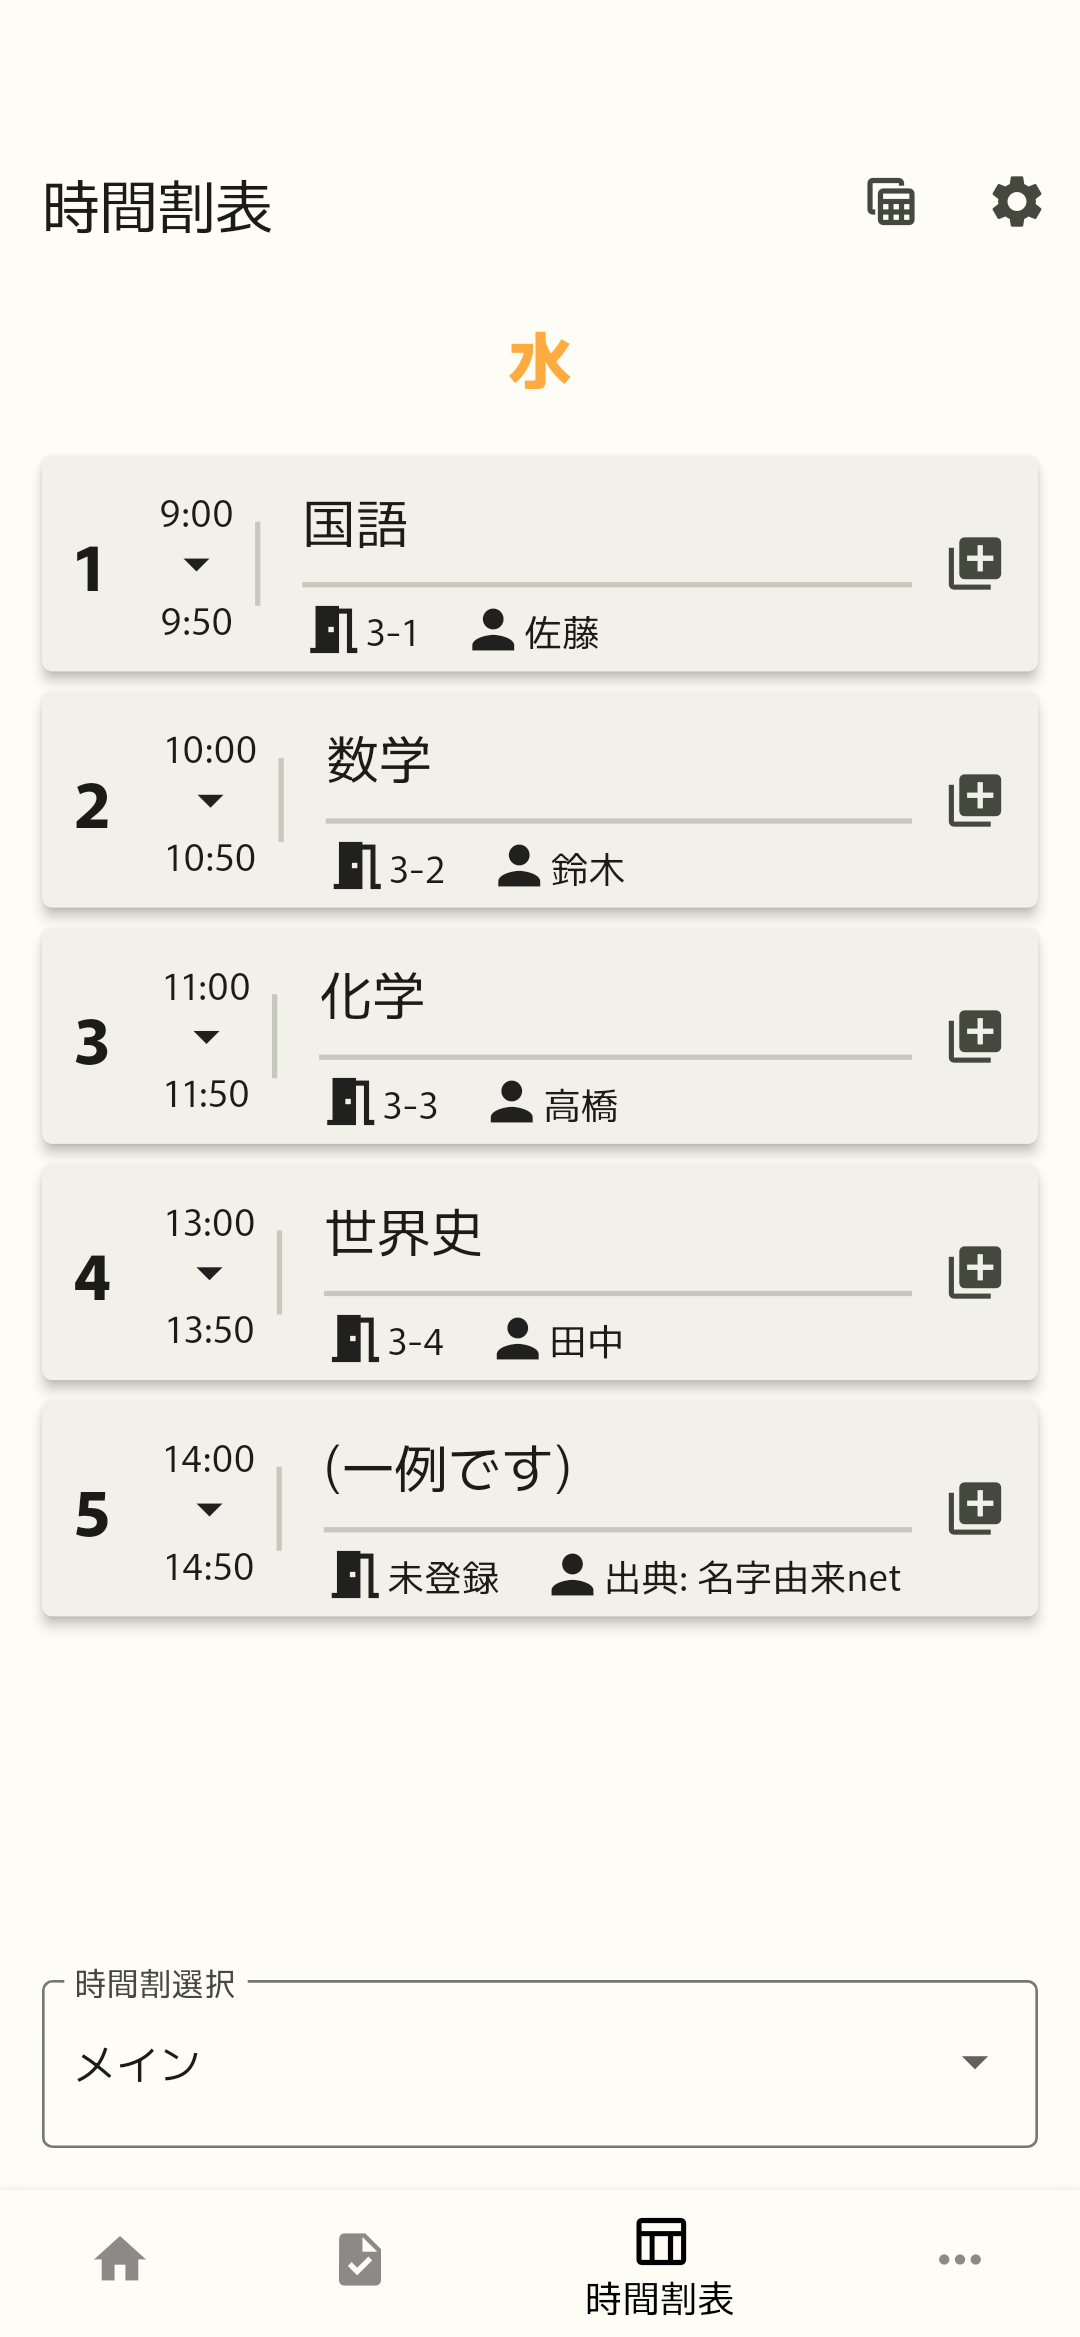 時間割表
水
1
9:00
9:50
国語
3-1 佐藤
2
10:00
10:50
数学
3-2 鈴木
3
11:00
11:50
化学
3-3 高橋
4
13:00
13:50
世界史
3-4 田中
5
14:00
14:50
(一例です)
未登録 出典: 名字由来net
時間割選択
メイン
時間割表